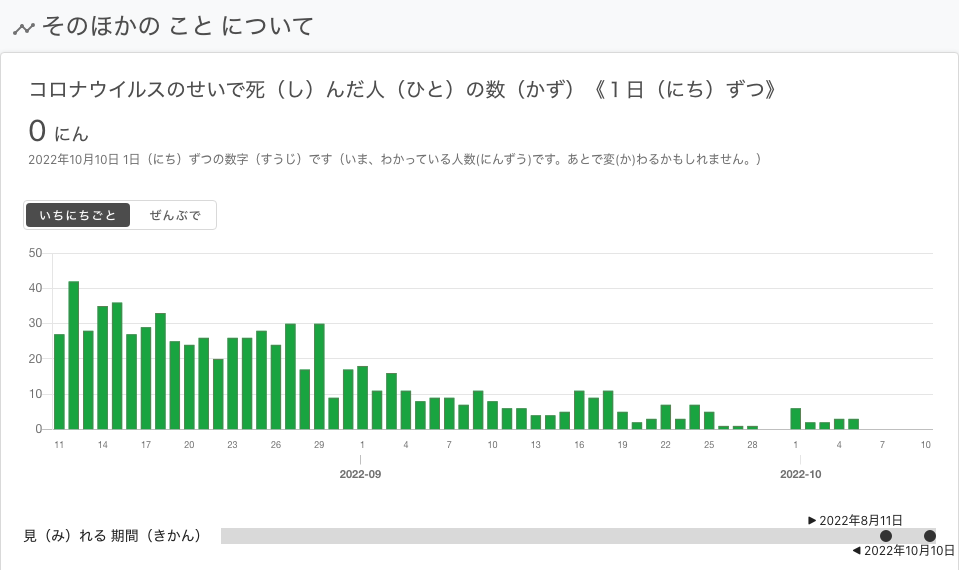 そのほかの こと について
コロナウイルスのせいで死（し）んだ人（ひと）の数（かず）《１日（にち）ずつ》
0 にん
2022年10月10日 1日（にち）ずつの数字（すうじ）です（いま、わかっている人数(にんずう)です。あとで変(か)わるかもしれません。）
いちにちごと ぜんぶで
50
40
30
20
10
0
11 14 17 20 23 26 29 1 4 7 10 13 16 19 22 25 28 1 4 7 10
2022-09 2022-10
▶ 2022年8月11日
見（み）れる 期間（きかん）
◀ 2022年10月10日